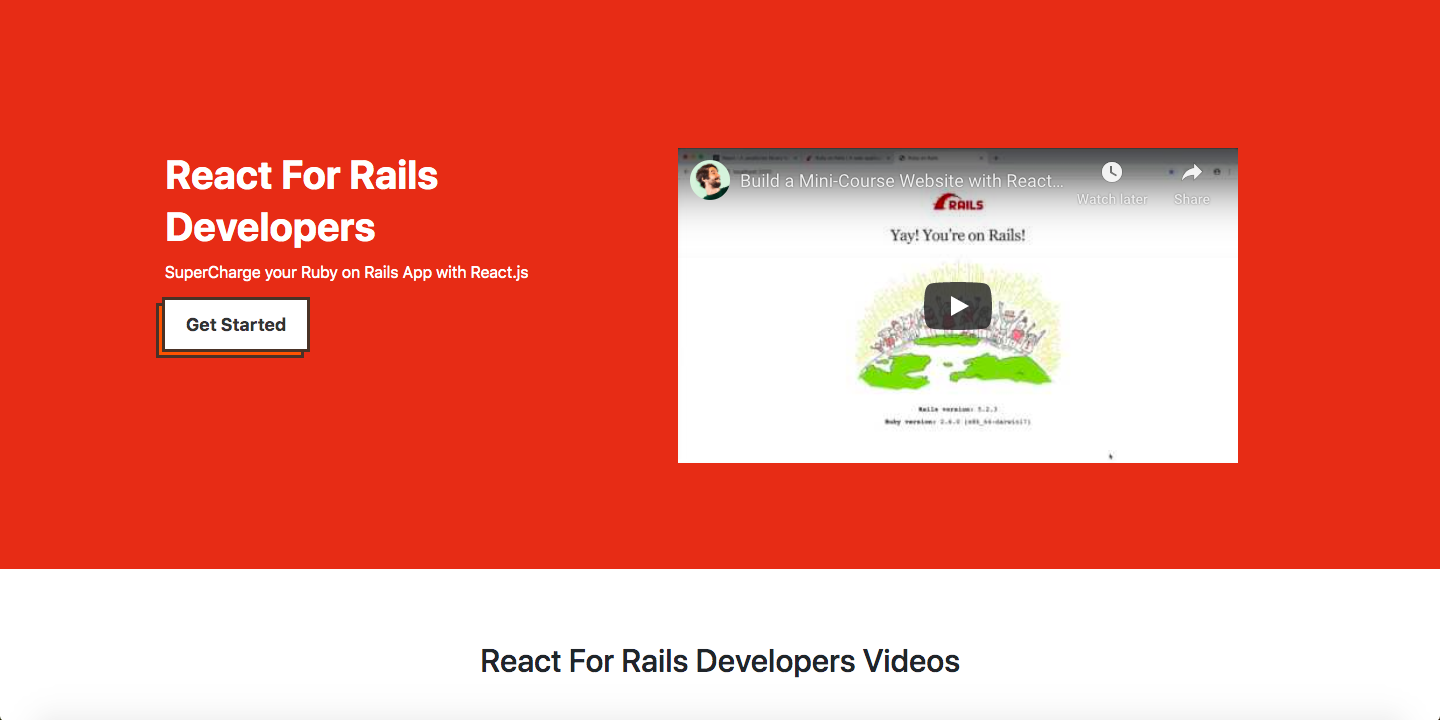 React For Rails
Developers
SuperCharge your Ruby on Rails App with React.js
Get Started
Build a Mini-Course Website with React...
Watch later
Share
RAILS
Yay! You're on Rails!
Rails version: 5.2.3
Ruby version: 2.6.0 (x86_64-darwin17)
React For Rails Developers Videos